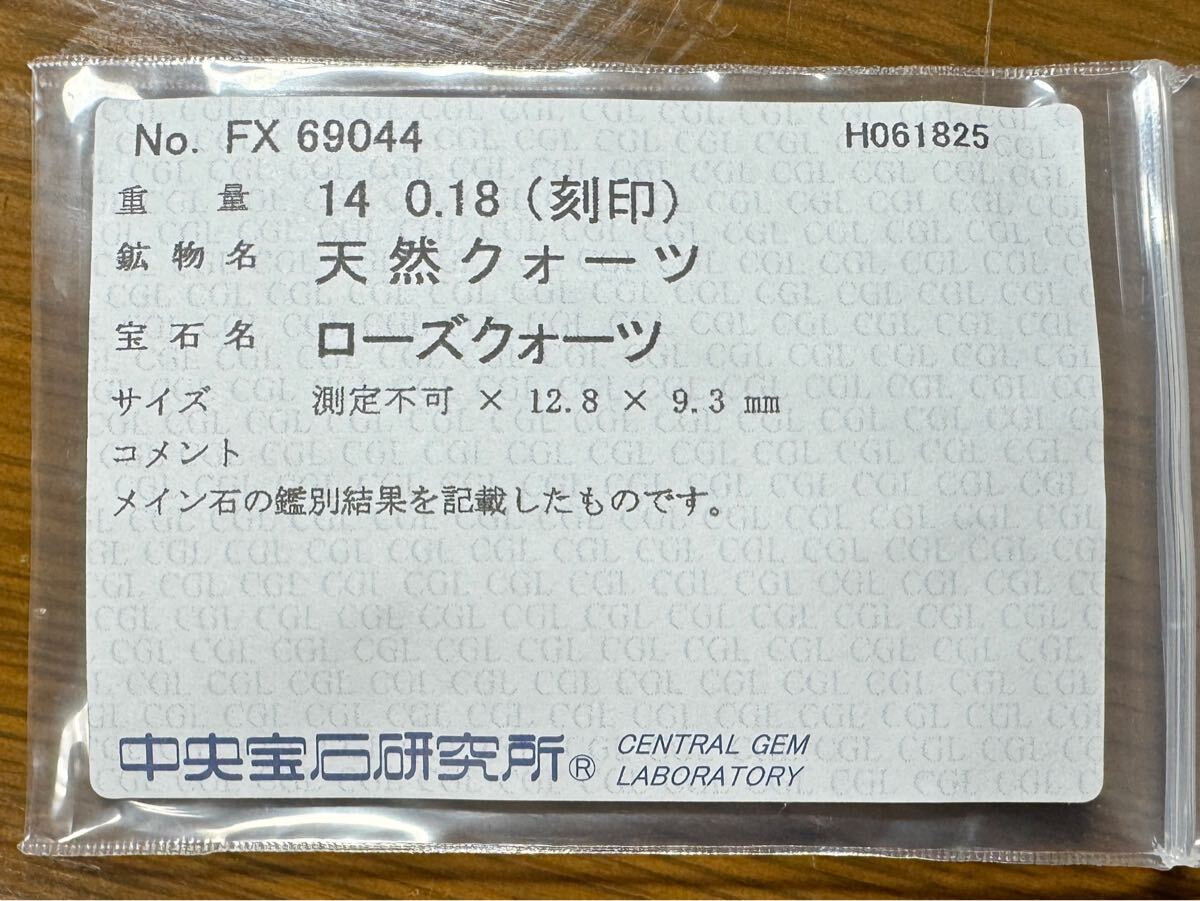 No. FX 69044 H061825
重量 14 0.18 (刻印)
鉱物名 天然クォーツ
宝石名 ローズクォーツ
サイズ 測定不可 × 12.8 × 9.3 mm
コメント
メイン石の鑑別結果を記載したものです。
中央宝石研究所® CENTRAL GEM
LABORATORY